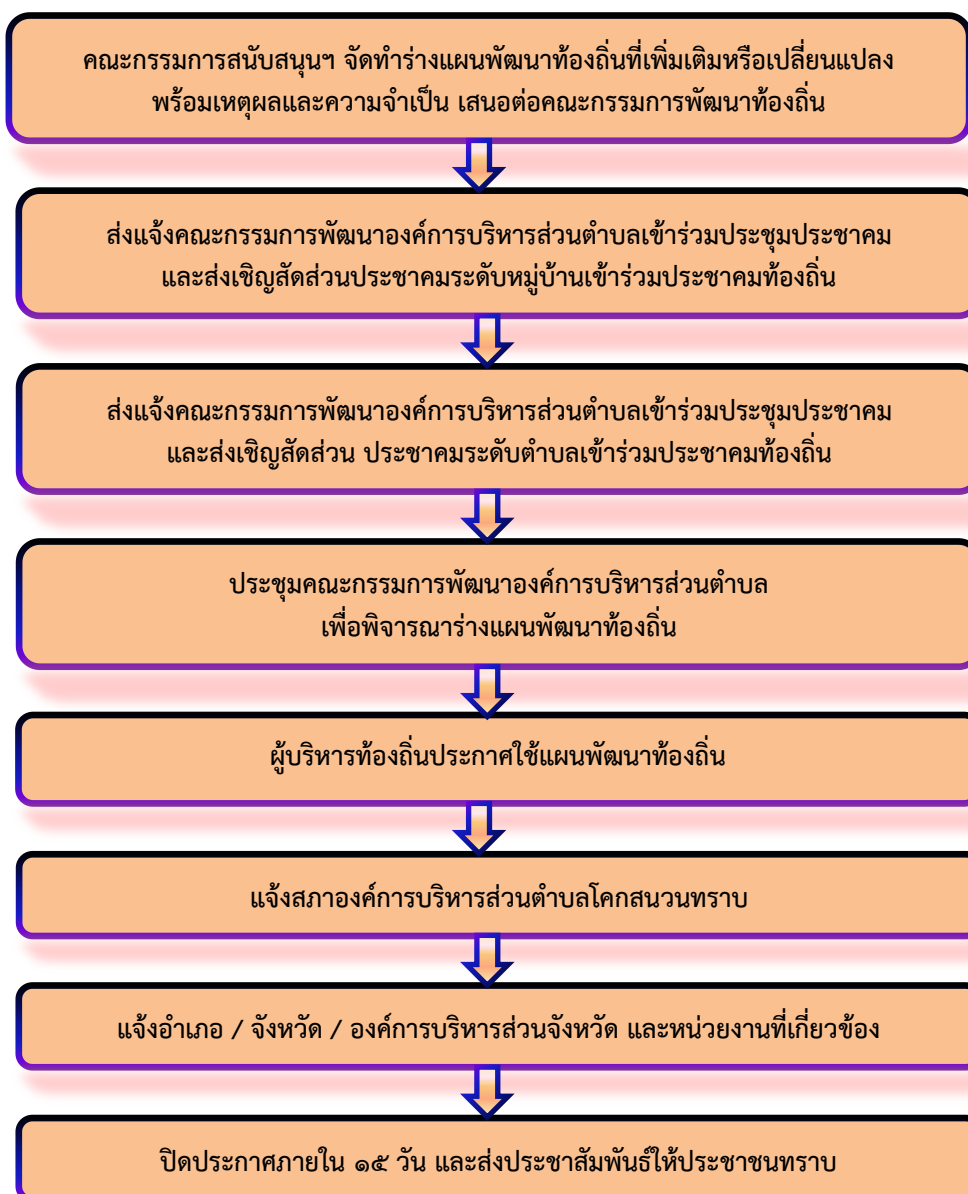 คณะกรรมการสนับสนุนฯ จัดทำร่างแผนพัฒนาท้องถิ่นที่เพิ่มเติมหรือเปลี่ยนแปลง
พร้อมเหตุผลและความจำเป็น เสนอต่อคณะกรรมการพัฒนาท้องถิ่น
ส่งแจ้งคณะกรรมการพัฒนาองค์การบริหารส่วนตำบลเข้าร่วมประชุมประชาคม
และส่งเชิญสัดส่วนประชาคมระดับหมู่บ้านเข้าร่วมประชาคมท้องถิ่น
ส่งแจ้งคณะกรรมการพัฒนาองค์การบริหารส่วนตำบลเข้าร่วมประชุมประชาคม
และส่งเชิญสัดส่วน ประชาคมระดับตำบลเข้าร่วมประชาคมท้องถิ่น
ประชุมคณะกรรมการพัฒนาองค์การบริหารส่วนตำบล
เพื่อพิจารณาร่างแผนพัฒนาท้องถิ่น
ผู้บริหารท้องถิ่นประกาศใช้แผนพัฒนาท้องถิ่น
แจ้งสภาองค์การบริหารส่วนตำบลโคกสนวนทราบ
แจ้งอำเภอ / จังหวัด / องค์การบริหารส่วนจังหวัด และหน่วยงานที่เกี่ยวข้อง
ปิดประกาศภายใน ๑๕ วัน และส่งประชาสัมพันธ์ให้ประชาชนทราบ